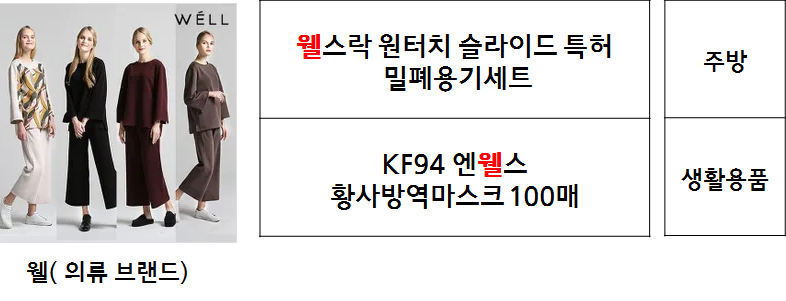 WÉLL
웰스락 원터치 슬라이드 특허
밀폐용기세트
주방
KF94 엔웰스
황사방역마스크 100매
생활용품
웰( 의류 브랜드)